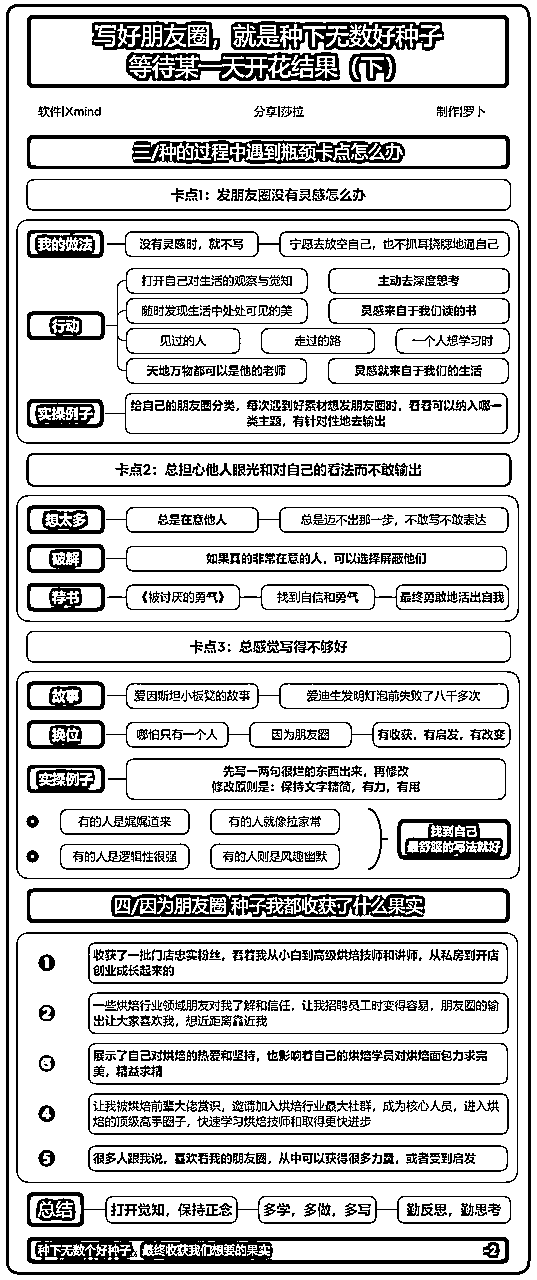 写好朋友圈，就是种下无数好种子
等待某一天开花结果（下）
软件|Xmind
分享|莎拉
制作|罗卜
三/种的过程中遇到瓶颈卡点怎么办
卡点1：发朋友圈没有灵感怎么办
我的做法
没有灵感时，就不写
宁愿去放空自己，也不抓耳挠腮地逼自己
行动
打开自己对生活的观察与觉知
主动去深度思考
随时发现生活中处处可见的美
灵感来自于我们读的书
见过的人
走过的路
一个人想学习时
天地万物都可以是他的老师
灵感就来自于我们的生活
实操例子
给自己的朋友圈分类，每次遇到好素材想发朋友圈时，看看可以纳入哪一
类主题，有针对性地去输出
卡点2：总担心他人眼光和对自己的看法而不敢输出
想太多
总是在意他人
总是迈不出那一步，不敢写不敢表达
破解
如果真的非常在意的人，可以选择屏蔽他们
荐书
《被讨厌的勇气》
找到自信和勇气
最终勇敢地活出自我
卡点3：总感觉写得不够好
故事
爱因斯坦小板凳的故事
爱迪生发明灯泡前失败了八千多次
换位
哪怕只有一个人
因为朋友圈
有收获，有启发，有改变
实操例子
先写一两句很烂的东西出来，再修改
修改原则是：保持文字精简，有力，有用
有的人是娓娓道来
有的人就像拉家常
有的人是逻辑性很强
有的人则是风趣幽默
找到自己
最舒服的写法就好
四/因为朋友圈 种子我都收获了什么果实
1
收获了一批门店忠实粉丝，看着我从小白到高级烘焙技师和讲师，从私房到开店
创业成长起来的
2
一些烘焙行业领域朋友对我了解和信任，让我招聘员工时变得容易，朋友圈的输
出让大家喜欢我，想近距离靠近我
3
展示了自己对烘焙的热爱和坚持，也影响着自己的烘焙学员对烘焙面包力求完
美，精益求精
4
让我被烘焙前辈大佬赏识，邀请加入烘焙行业最大社群，成为核心人员，进入烘
焙的顶级高手圈子，快速学习烘焙技师和取得更快进步
5
很多人跟我说，喜欢看我的朋友圈，从中可以获得很多力量，或者受到启发
总结
打开觉知，保持正念
多学，多做，多写
勤反思，勤思考
种下无数个好种子，最终收获我们想要的果实
-2